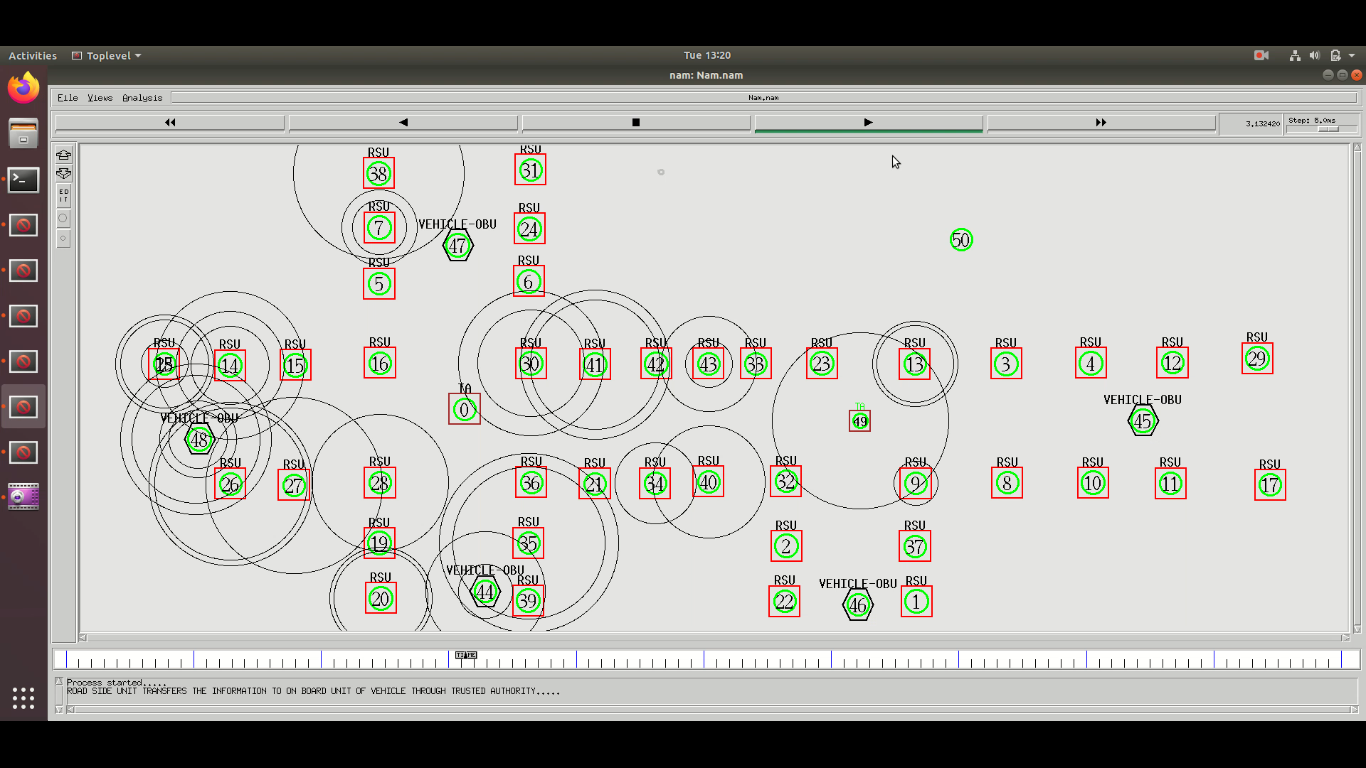 Activities Toplevel Tue 13:20
nam: Nam.nam
File Views Analysis Nam.nam
3.132420 Step: 8.0ms
RSU RSU
38 31
RSU RSU
7 VEHICLE-OBU 24
47 50
RSU RSU
5 6
RSU RSU RSU RSU RSU RSU RSU RSU RSU RSU RSU RSU RSU RSU RSU
14 15 16 30 41 42 43 33 23 13 3 4 12 29
TA
0
VEHICLE-OBU TA VEHICLE-OBU
48 49 45
RSU RSU RSU RSU RSU RSU RSU RSU RSU RSU RSU RSU RSU
26 27 28 36 21 34 40 32 9 8 10 11 17
RSU RSU RSU RSU
19 35 2 37
RSU VEHICLE-OBU RSU RSU VEHICLE-OBU RSU
20 44 39 22 46 1
TIME
Process started.....
ROAD SIDE UNIT TRANSFERS THE INFORMATION TO ON BOARD UNIT OF VEHICLE THROUGH TRUSTED AUTHORITY.....